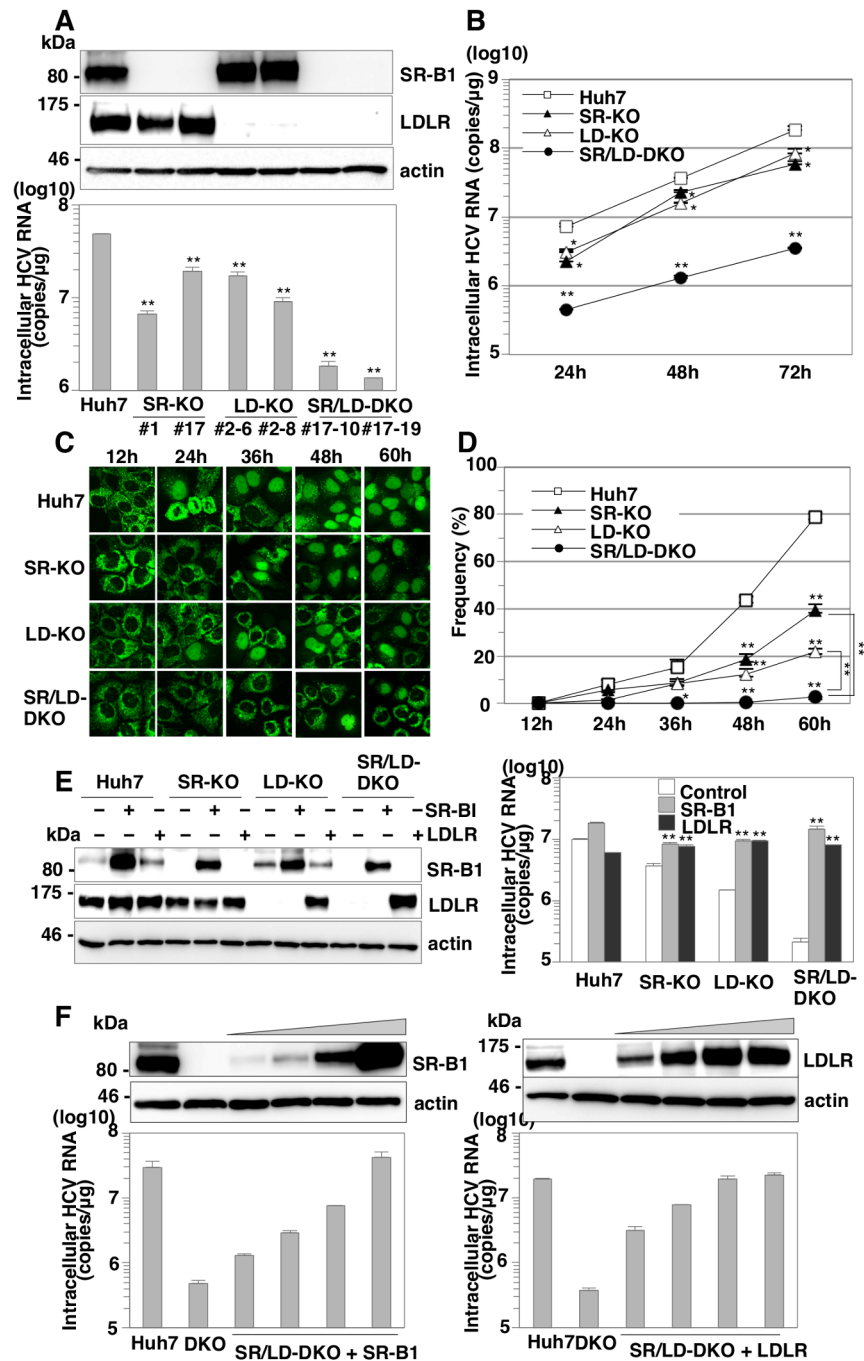 A
kDa
80 -
SR-B1
175 -
LDLR
46 -
actin
(log10)
Intracellular HCV RNA
(copies/µg)
8
7
6
** ** ** ** ** **
Huh7 SR-KO LD-KO SR/LD-DKO
#1 #17 #2-6 #2-8 #17-10 #17-19
B
(log10)
Intracellular HCV RNA (copies/µg)
9
8
7
6
5
Huh7
SR-KO
LD-KO
SR/LD-DKO
* * ** * * ** * * **
24h 48h 72h
C
12h 24h 36h 48h 60h
Huh7
SR-KO
LD-KO
SR/LD-
DKO
D
Frequency (%)
100
80
60
40
20
0
Huh7
SR-KO
LD-KO
SR/LD-DKO
* ** ** ** ** ** ** ** **
12h 24h 36h 48h 60h
E
Huh7 SR-KO LD-KO SR/LD-
DKO
– + – – + – – + – – + – SR-BI
kDa – – + – – + – – + – – + LDLR
80 -
SR-B1
175 -
LDLR
46 -
actin
(log10)
Intracellular HCV RNA
(copies/µg)
8
7
6
5
Control
SR-B1
LDLR
** ** ** ** ** **
Huh7 SR-KO LD-KO SR/LD-
DKO
F
kDa
80 -
SR-B1
46 -
actin
(log10)
Intracellular HCV RNA
(copies/µg)
8
7
6
5
Huh7 DKO SR/LD-DKO + SR-B1
kDa
175 -
LDLR
46 -
actin
(log10)
Intracellular HCV RNA
(copies/µg)
8
7
6
5
Huh7 DKO SR/LD-DKO + LDLR